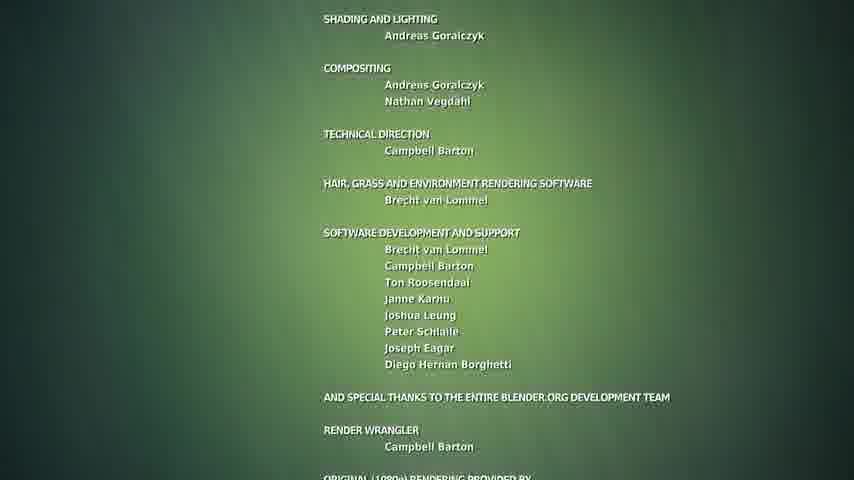 SHADING AND LIGHTING
Andreas Goralczyk
COMPOSITING
Andreas Goralczyk
Nathan Vegdahl
TECHNICAL DIRECTION
Campbell Barton
HAIR, GRASS AND ENVIRONMENT RENDERING SOFTWARE
Brecht van Lommel
SOFTWARE DEVELOPMENT AND SUPPORT
Brecht van Lommel
Campbell Barton
Ton Roosendaal
Janne Karhu
Joshua Leung
Peter Schlaile
Joseph Eagar
Diego Hernan Borghetti
AND SPECIAL THANKS TO THE ENTIRE BLENDER.ORG DEVELOPMENT TEAM
RENDER WRANGLER
Campbell Barton
ORIGINAL (1080p) RENDERING PROVIDED BY